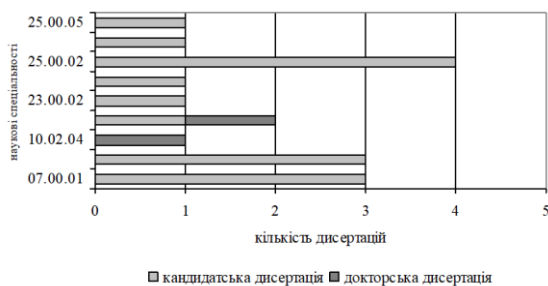 наукові спеціальності
25.00.05
25.00.02
23.00.02
10.02.04
07.00.01
0 1 2 3 4 5
кількість дисертацій
кандидатська дисертація докторська дисертація